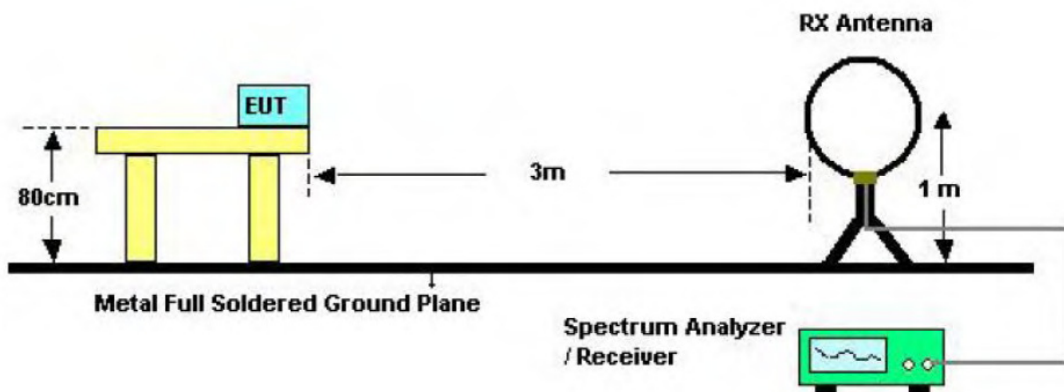 RX Antenna
EUT
80cm
3m
1 m
Metal Full Soldered Ground Plane
Spectrum Analyzer
/ Receiver